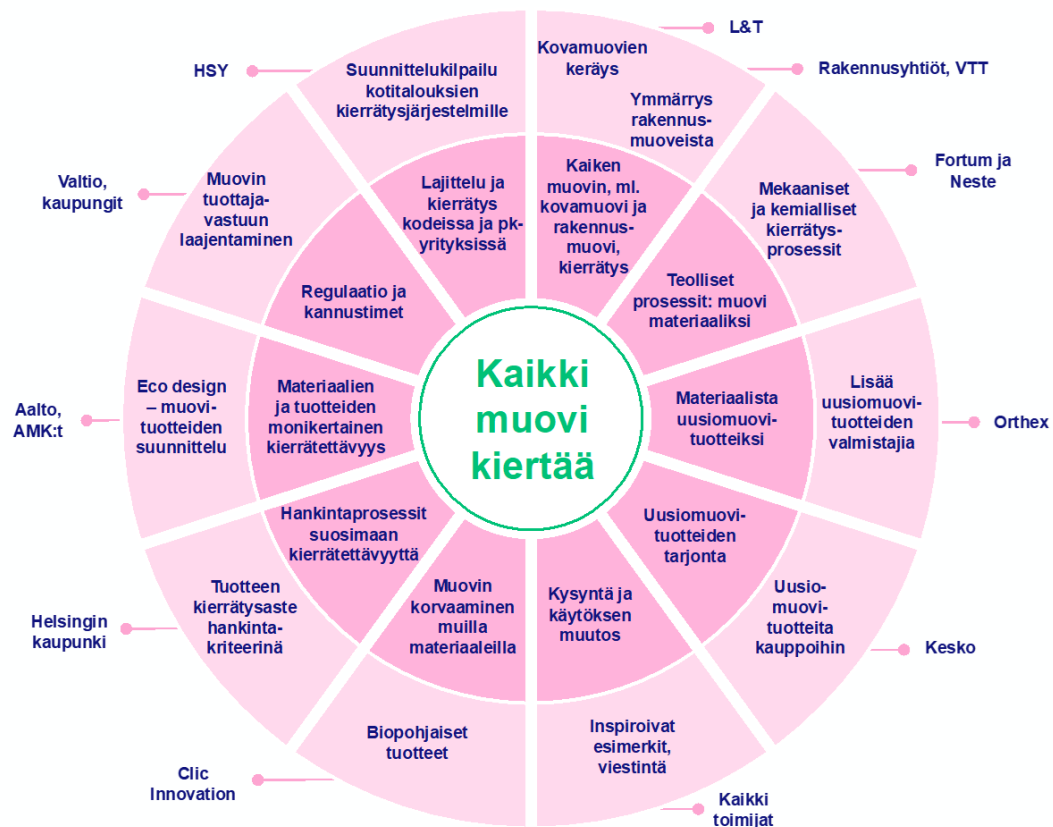 L&T
Kovamuovien
keräys
Rakennusyhtiöt, VTT
Ymmärrys
rakennus-
muoveista
Kaiken
muovin, ml.
kovamuovi ja
rakennus-
muovi,
kierrätys
Fortum ja
Neste
Mekaaniset
ja kemialliset
kierrätys-
prosessit
Teolliset
prosessit: muovi
materiaaliksi
Orthex
Lisää
uusiomuovi-
tuotteiden
valmistajia
Materiaalista
uusiomuovi-
tuotteiksi
Kesko
Uusio-
muovi-
tuotteita
kauppoihin
Uusiomuovi-
tuotteiden
tarjonta
Kaikki
toimijat
Inspiroivat
esimerkit,
viestintä
Kysyntä ja
käytöksen
muutos
Clic
Innovation
Biopohjaiset
tuotteet
Muovin
korvaaminen
muilla
materiaaleilla
Helsingin
kaupunki
Tuotteen
kierrätysaste
hankinta-
kriteerinä
Hankintaprosessit
suosimaan
kierrätettävyyttä
Aalto,
AMK:t
Eco design
– muovi-
tuotteiden
suunnittelu
Materiaalien
ja tuotteiden
monikertainen
kierrätettävyys
Valtio,
kaupungit
Muovin
tuottaja-
vastuun
laajentaminen
Regulaatio ja
kannustimet
HSY
Suunnittelukilpailu
kotitalouksien
kierrätysjärjestelmille
Lajittelu ja
kierrätys
kodeissa ja pk-
yrityksissä
Kaikki
muovi
kiertää